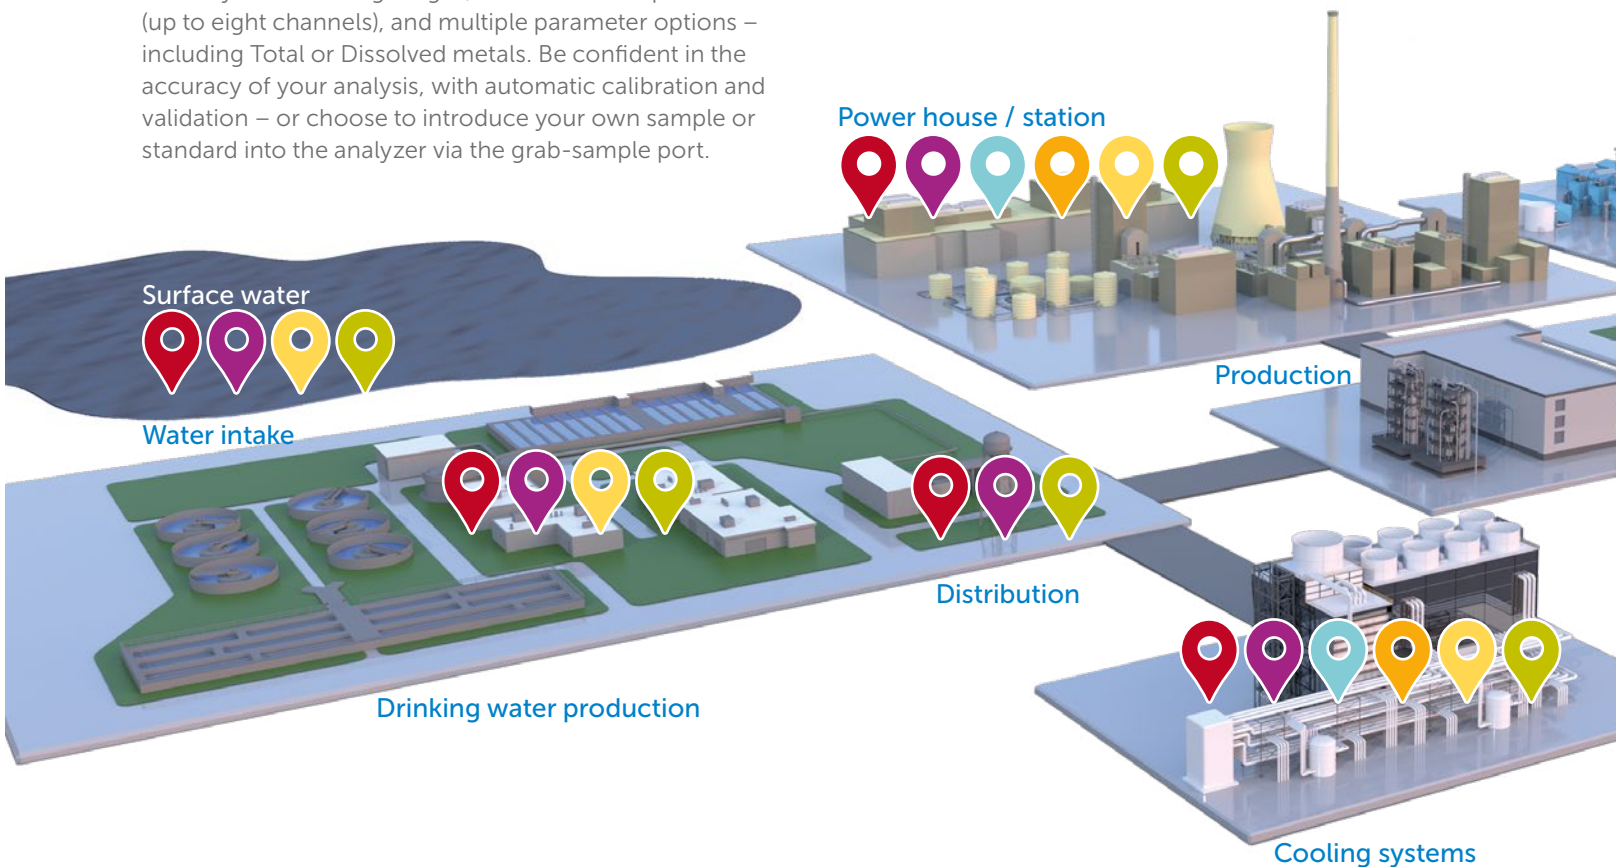 (up to eight channels), and multiple parameter options –
including Total or Dissolved metals. Be confident in the
accuracy of your analysis, with automatic calibration and
validation – or choose to introduce your own sample or
standard into the analyzer via the grab-sample port.
Power house / station
Surface water
Production
Water intake
Distribution
Drinking water production
Cooling systems